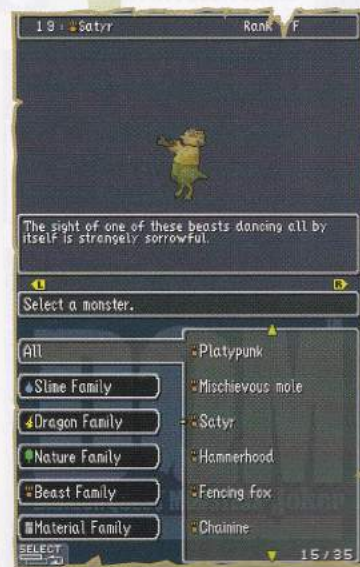 19: Satyr Rank F
The sight of one of these beasts dancing all by
itself is strangely sorrowful.
L R
Select a monster.
All
Slime Family
Dragon Family
Nature Family
Beast Family
Material Family
SELECT
Platypunk
Mischievous mole
Satyr
Hammerhood
Fencing fox
Chainine
15/35
Joker